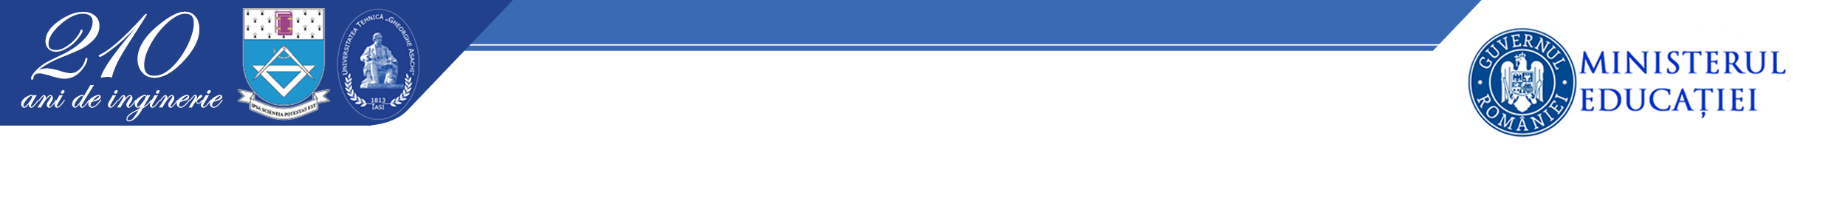 210
ani de inginerie
IPSA SCIENTIA POTESTAS EST
UNIVERSITATEA TEHNICĂ „GHEORGHE ASACHI"
1813
IAȘI
GUVERNUL
ROMÂNIEI
MINISTERUL
EDUCAȚIEI